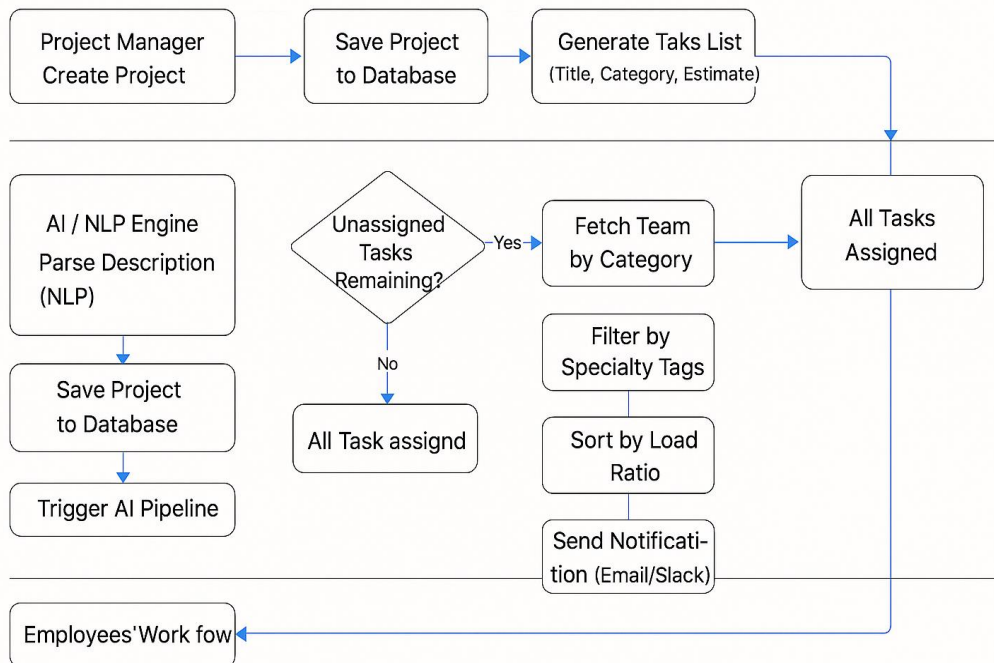 Project Manager
Create Project
Save Project
to Database
Generate Taks List
(Title, Category, Estimate)
AI / NLP Engine
Parse Description
(NLP)
Save Project
to Database
Trigger AI Pipeline
Unassigned
Tasks
Remaining?
Yes
No
All Task assignd
Fetch Team
by Category
Filter by
Specialty Tags
Sort by Load
Ratio
Send Notificati-
tion (Email/Slack)
All Tasks
Assigned
Employees'Work fow